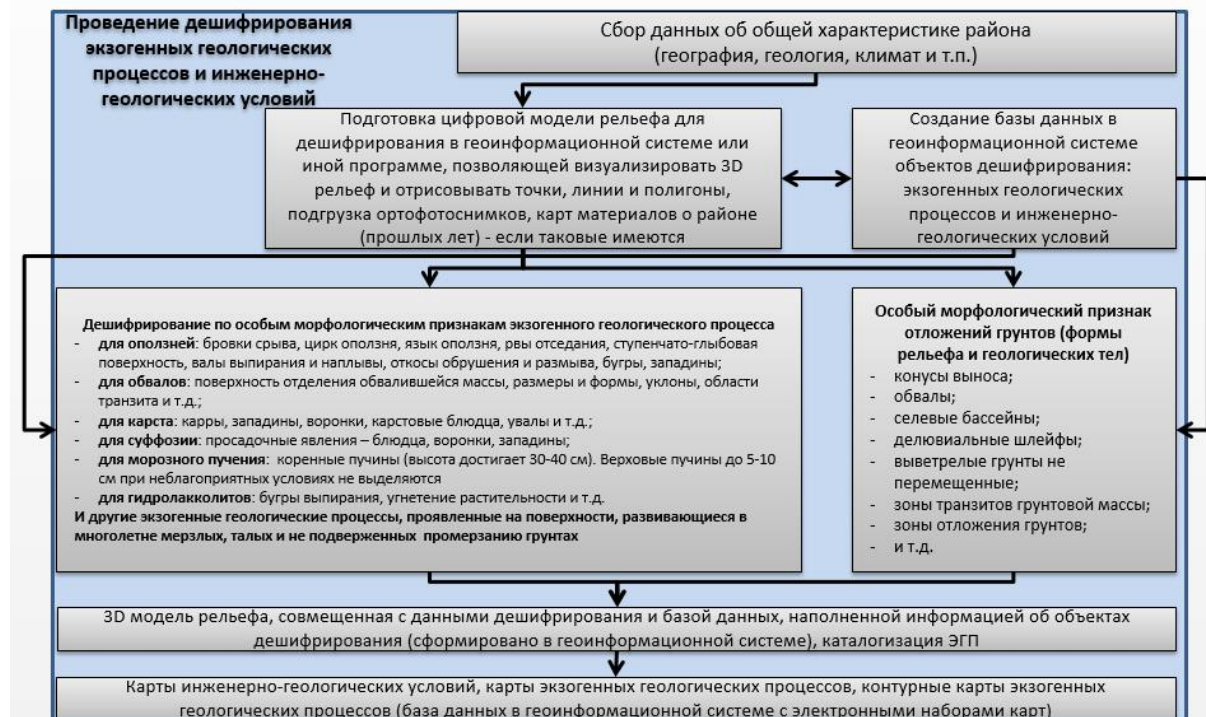 Проведение дешифрирования
экзогенных геологических
процессов и инженерно-
геологических условий
Сбор данных об общей характеристике района
(география, геология, климат и т.п.)
Подготовка цифровой модели рельефа для
дешифрирования в геоинформационной системе или
иной программе, позволяющей визуализировать 3D
рельеф и отрисовывать точки, линии и полигоны,
подгрузка ортофотоснимков, карт материалов о районе
(прошлых лет) - если таковые имеются
Создание базы данных в
геоинформационной системе
объектов дешифрирования:
экзогенных геологических
процессов и инженерно-
геологических условий
Дешифрирование по особым морфологическим признакам экзогенного геологического процесса
- для оползней: бровки срыва, цирк оползня, язык оползня, рвы отседания, ступенчато-глыбовая
поверхность, валы выпирания и наплывы, откосы обрушения и размыва, бугры, западины;
- для обвалов: поверхность отделения обвалившейся массы, размеры и формы, уклоны, области
транзита и т.д.;
- для карста: карры, западины, воронки, карстовые блюдца, увалы и т.д.;
- для суффозии: просадочные явления – блюдца, воронки, западины;
- для морозного пучения: коренные пучины (высота достигает 30-40 см). Верховые пучины до 5-10
см при неблагоприятных условиях не выделяются
- для гидролакколитов: бугры выпирания, угнетение растительности и т.д.
И другие экзогенные геологические процессы, проявленные на поверхности, развивающиеся в
многолетне мерзлых, талых и не подверженных промерзанию грунтах
Особый морфологический признак
отложений грунтов (формы
рельефа и геологических тел)
- конусы выноса;
- обвалы;
- селевые бассейны;
- делювиальные шлейфы;
- выветрелые грунты не
перемещенные;
- зоны транзитов грунтовой массы;
- зоны отложения грунтов;
- и т.д.
3D модель рельефа, совмещенная с данными дешифрирования и базой данных, наполненной информацией об объектах
дешифрирования (сформировано в геоинформационной системе), каталогизация ЭГП
Карты инженерно-геологических условий, карты экзогенных геологических процессов, контурные карты экзогенных
геологических процессов (база данных в геоинформационной системе с электронными наборами карт)